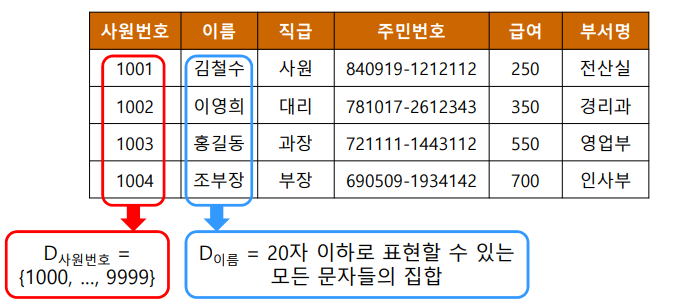 사원번호 이름 직급 주민번호 급여 부서명
1001 김철수 사원 840919-1212112 250 전산실
1002 이영희 대리 781017-2612343 350 경리과
1003 홍길동 과장 721111-1443112 550 영업부
1004 조부장 부장 690509-1934142 700 인사부
D사원번호 =
{1000, ..., 9999}
D이름 = 20자 이하로 표현할 수 있는
모든 문자들의 집합